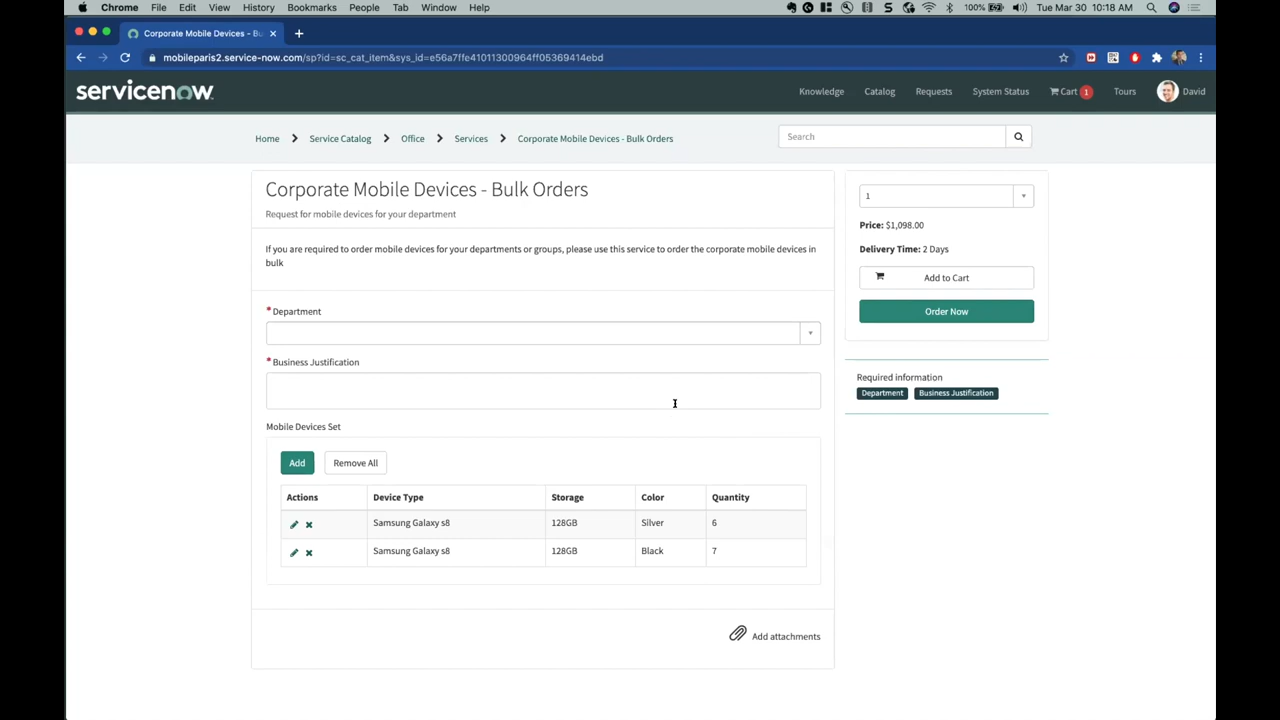 Chrome File Edit View History Bookmarks People Tab Window Help 100% Tue Mar 30 10:18 AM
Corporate Mobile Devices - Bu
mobileparis2.service-now.com/sp?id=sc_cat_item&sys_id=e56a7ffe41011300964ff05369414ebd
servicenow Knowledge Catalog Requests System Status Cart 1 Tours David
Home Service Catalog Office Services Corporate Mobile Devices - Bulk Orders Search
Corporate Mobile Devices - Bulk Orders
Request for mobile devices for your department
If you are required to order mobile devices for your departments or groups, please use this service to order the corporate mobile devices in
bulk
* Department
* Business Justification
Mobile Devices Set
Add Remove All
Actions Device Type Storage Color Quantity
Samsung Galaxy s8 128GB Silver 6
Samsung Galaxy s8 128GB Black 7
Add attachments
1
Price: $1,098.00
Delivery Time: 2 Days
Add to Cart
Order Now
Required information
Department Business Justification